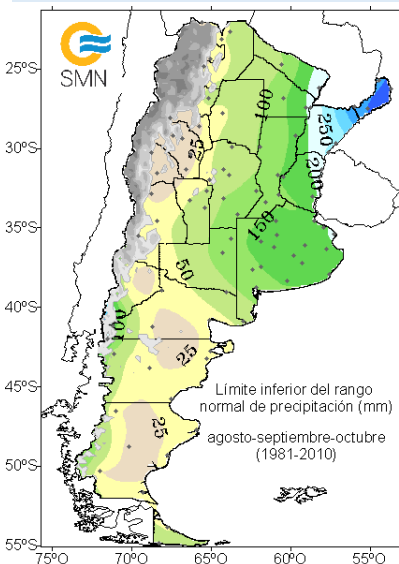 SMN
25°S
30°S
35°S
40°S
45°S
50°S
55°S
75°O
70°O
65°O
60°O
55°O
100
250
200
25
150
50
100
25
25
Límite inferior del rango
normal de precipitación (mm)
agosto-septiembre-octubre
(1981-2010)